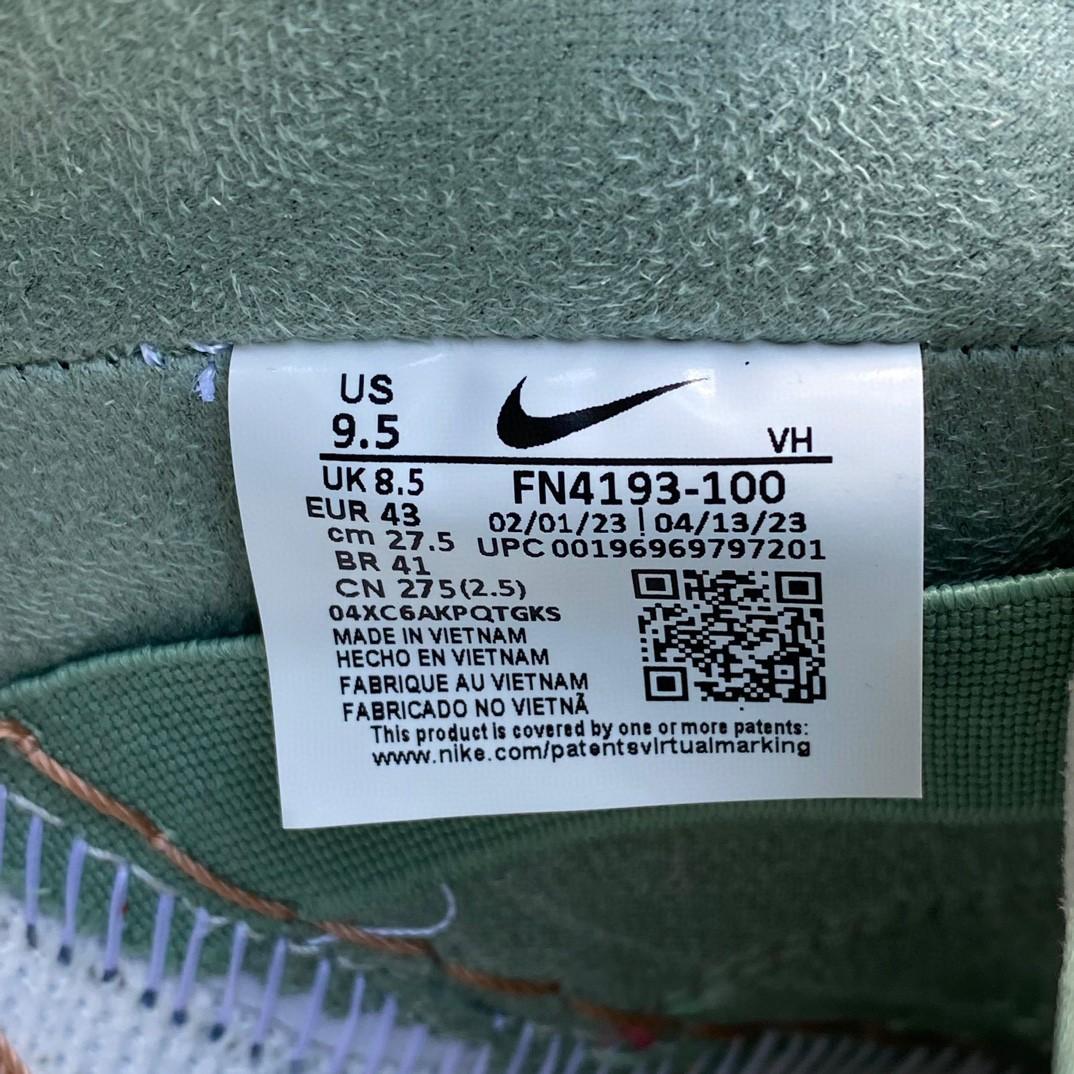 US
9.5
VH
UK 8.5
FN4193-100
EUR 43
02/01/23 | 04/13/23
cm 27.5
UPC 00196969797201
BR 41
CN 275(2.5)
04XC6AKPQTGKS
MADE IN VIETNAM
HECHO EN VIETNAM
FABRIQUE AU VIETNAM
FABRICADO NO VIETNÃ
This product is covered by one or more patents:
www.nike.com/patentsvirtualmarking